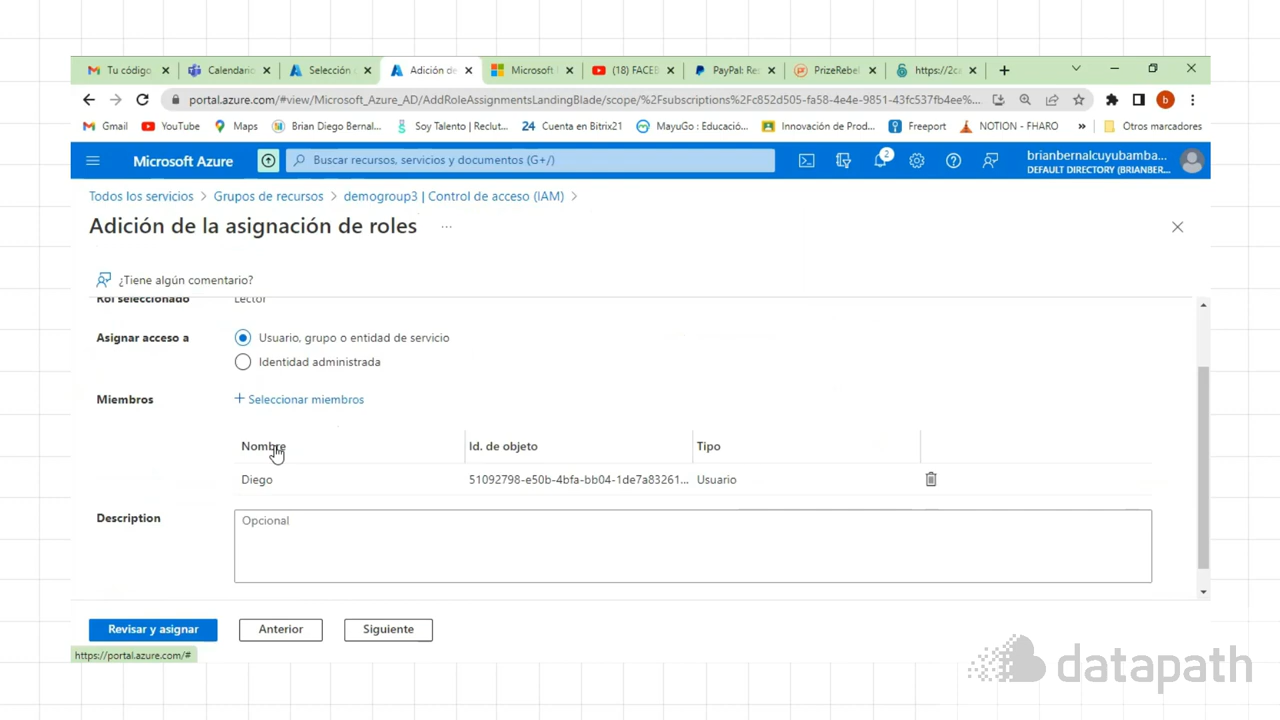 Tu código
Calendario
Selección
Adición de
Microsoft
(18) FACEB
PayPal: Re
PrizeRebel
https://2ca
portal.azure.com/#view/Microsoft_Azure_AD/AddRoleAssignmentsLandingBlade/scope/%2Fsubscriptions%2Fc852d505-fa58-4e4e-9851-43fc537fb4ee%...
Gmail
YouTube
Maps
Brian Diego Bernal...
Soy Talento | Reclut...
24 Cuenta en Bitrix21
MayuGo : Educació...
Innovación de Prod...
Freeport
NOTION - FHARO
»
Otros marcadores
Microsoft Azure
Buscar recursos, servicios y documentos (G+/)
2
brianbernalcuyubamba...
DEFAULT DIRECTORY (BRIANBER...
b
Todos los servicios > Grupos de recursos > demogroup3 | Control de acceso (IAM) >
Adición de la asignación de roles ...
¿Tiene algún comentario?
Rol seleccionado Lector
Asignar acceso a Usuario, grupo o entidad de servicio
Identidad administrada
Miembros + Seleccionar miembros
Nombre Id. de objeto Tipo
Diego 51092798-e50b-4bfa-bb04-1de7a83261... Usuario
Description Opcional
Revisar y asignar Anterior Siguiente
https://portal.azure.com/#
datapath